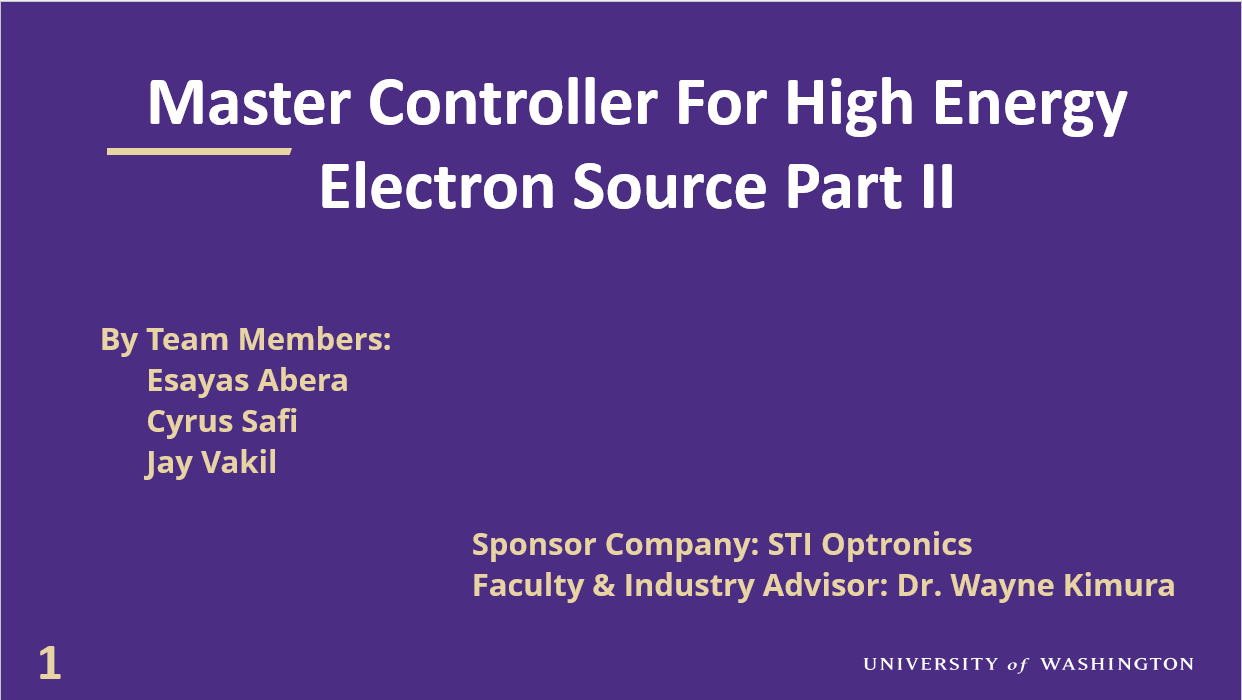 Master Controller For High Energy
Electron Source Part II
By Team Members:
Esayas Abera
Cyrus Safi
Jay Vakil
Sponsor Company: STI Optronics
Faculty & Industry Advisor: Dr. Wayne Kimura
1
UNIVERSITY of WASHINGTON